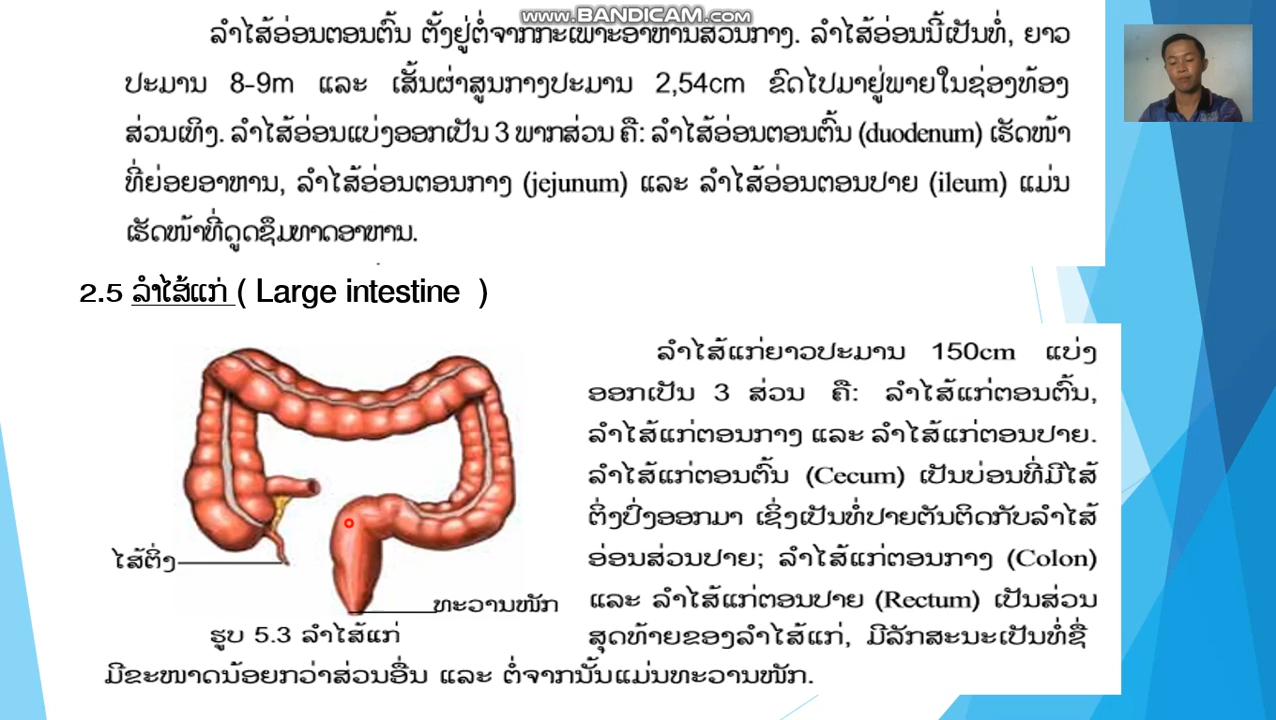 www.BANDICAM.com
ລຳໄສ້ອ່ອນຕອນຕົ້ນ ຕັ້ງຢູ່ຕໍ່ຈາກກະເພາະອາຫານສ່ວນກາງ. ລຳໄສ້ອ່ອນນີ້ເປັນທໍ່, ຍາວ
ປະມານ 8-9m ແລະ ເສັ້ນຜ່າສູນກາງປະມານ 2,54cm ຂົດໄປມາຢູ່ພາຍໃນຊ່ອງທ້ອງ
ສ່ວນເທິງ. ລຳໄສ້ອ່ອນແບ່ງອອກເປັນ 3 ພາກສ່ວນ ຄື: ລຳໄສ້ອ່ອນຕອນຕົ້ນ (duodenum) ເຮັດໜ້າ
ທີ່ຍ່ອຍອາຫານ, ລຳໄສ້ອ່ອນຕອນກາງ (jejunum) ແລະ ລຳໄສ້ອ່ອນຕອນປາຍ (ileum) ແມ່ນ
ເຮັດໜ້າທີ່ດູດຊຶມທາດອາຫານ.
2.5 ລຳໄສ້ແກ່ ( Large intestine )
ລຳໄສ້ແກ່ຍາວປະມານ 150cm ແບ່ງ
ອອກເປັນ 3 ສ່ວນ ຄື: ລຳໄສ້ແກ່ຕອນຕົ້ນ,
ລຳໄສ້ແກ່ຕອນກາງ ແລະ ລຳໄສ້ແກ່ຕອນປາຍ.
ລຳໄສ້ແກ່ຕອນຕົ້ນ (Cecum) ເປັນບ່ອນທີ່ມີໄສ້
ຕິ່ງປົ່ງອອກມາ ເຊິ່ງເປັນທໍ່ປາຍຕັນຕິດກັບລຳໄສ້
ອ່ອນສ່ວນປາຍ; ລຳໄສ້ແກ່ຕອນກາງ (Colon)
ແລະ ລຳໄສ້ແກ່ຕອນປາຍ (Rectum) ເປັນສ່ວນ
ສຸດທ້າຍຂອງລຳໄສ້ແກ່, ມີລັກສະນະເປັນທໍ່ຊື່
ມີຂະໜາດນ້ອຍກວ່າສ່ວນອື່ນ ແລະ ຕໍ່ຈາກນັ້ນແມ່ນທະວານໜັກ.
ໄສ້ຕິ່ງ
ທະວານໜັກ
ຮູບ 5.3 ລຳໄສ້ແກ່